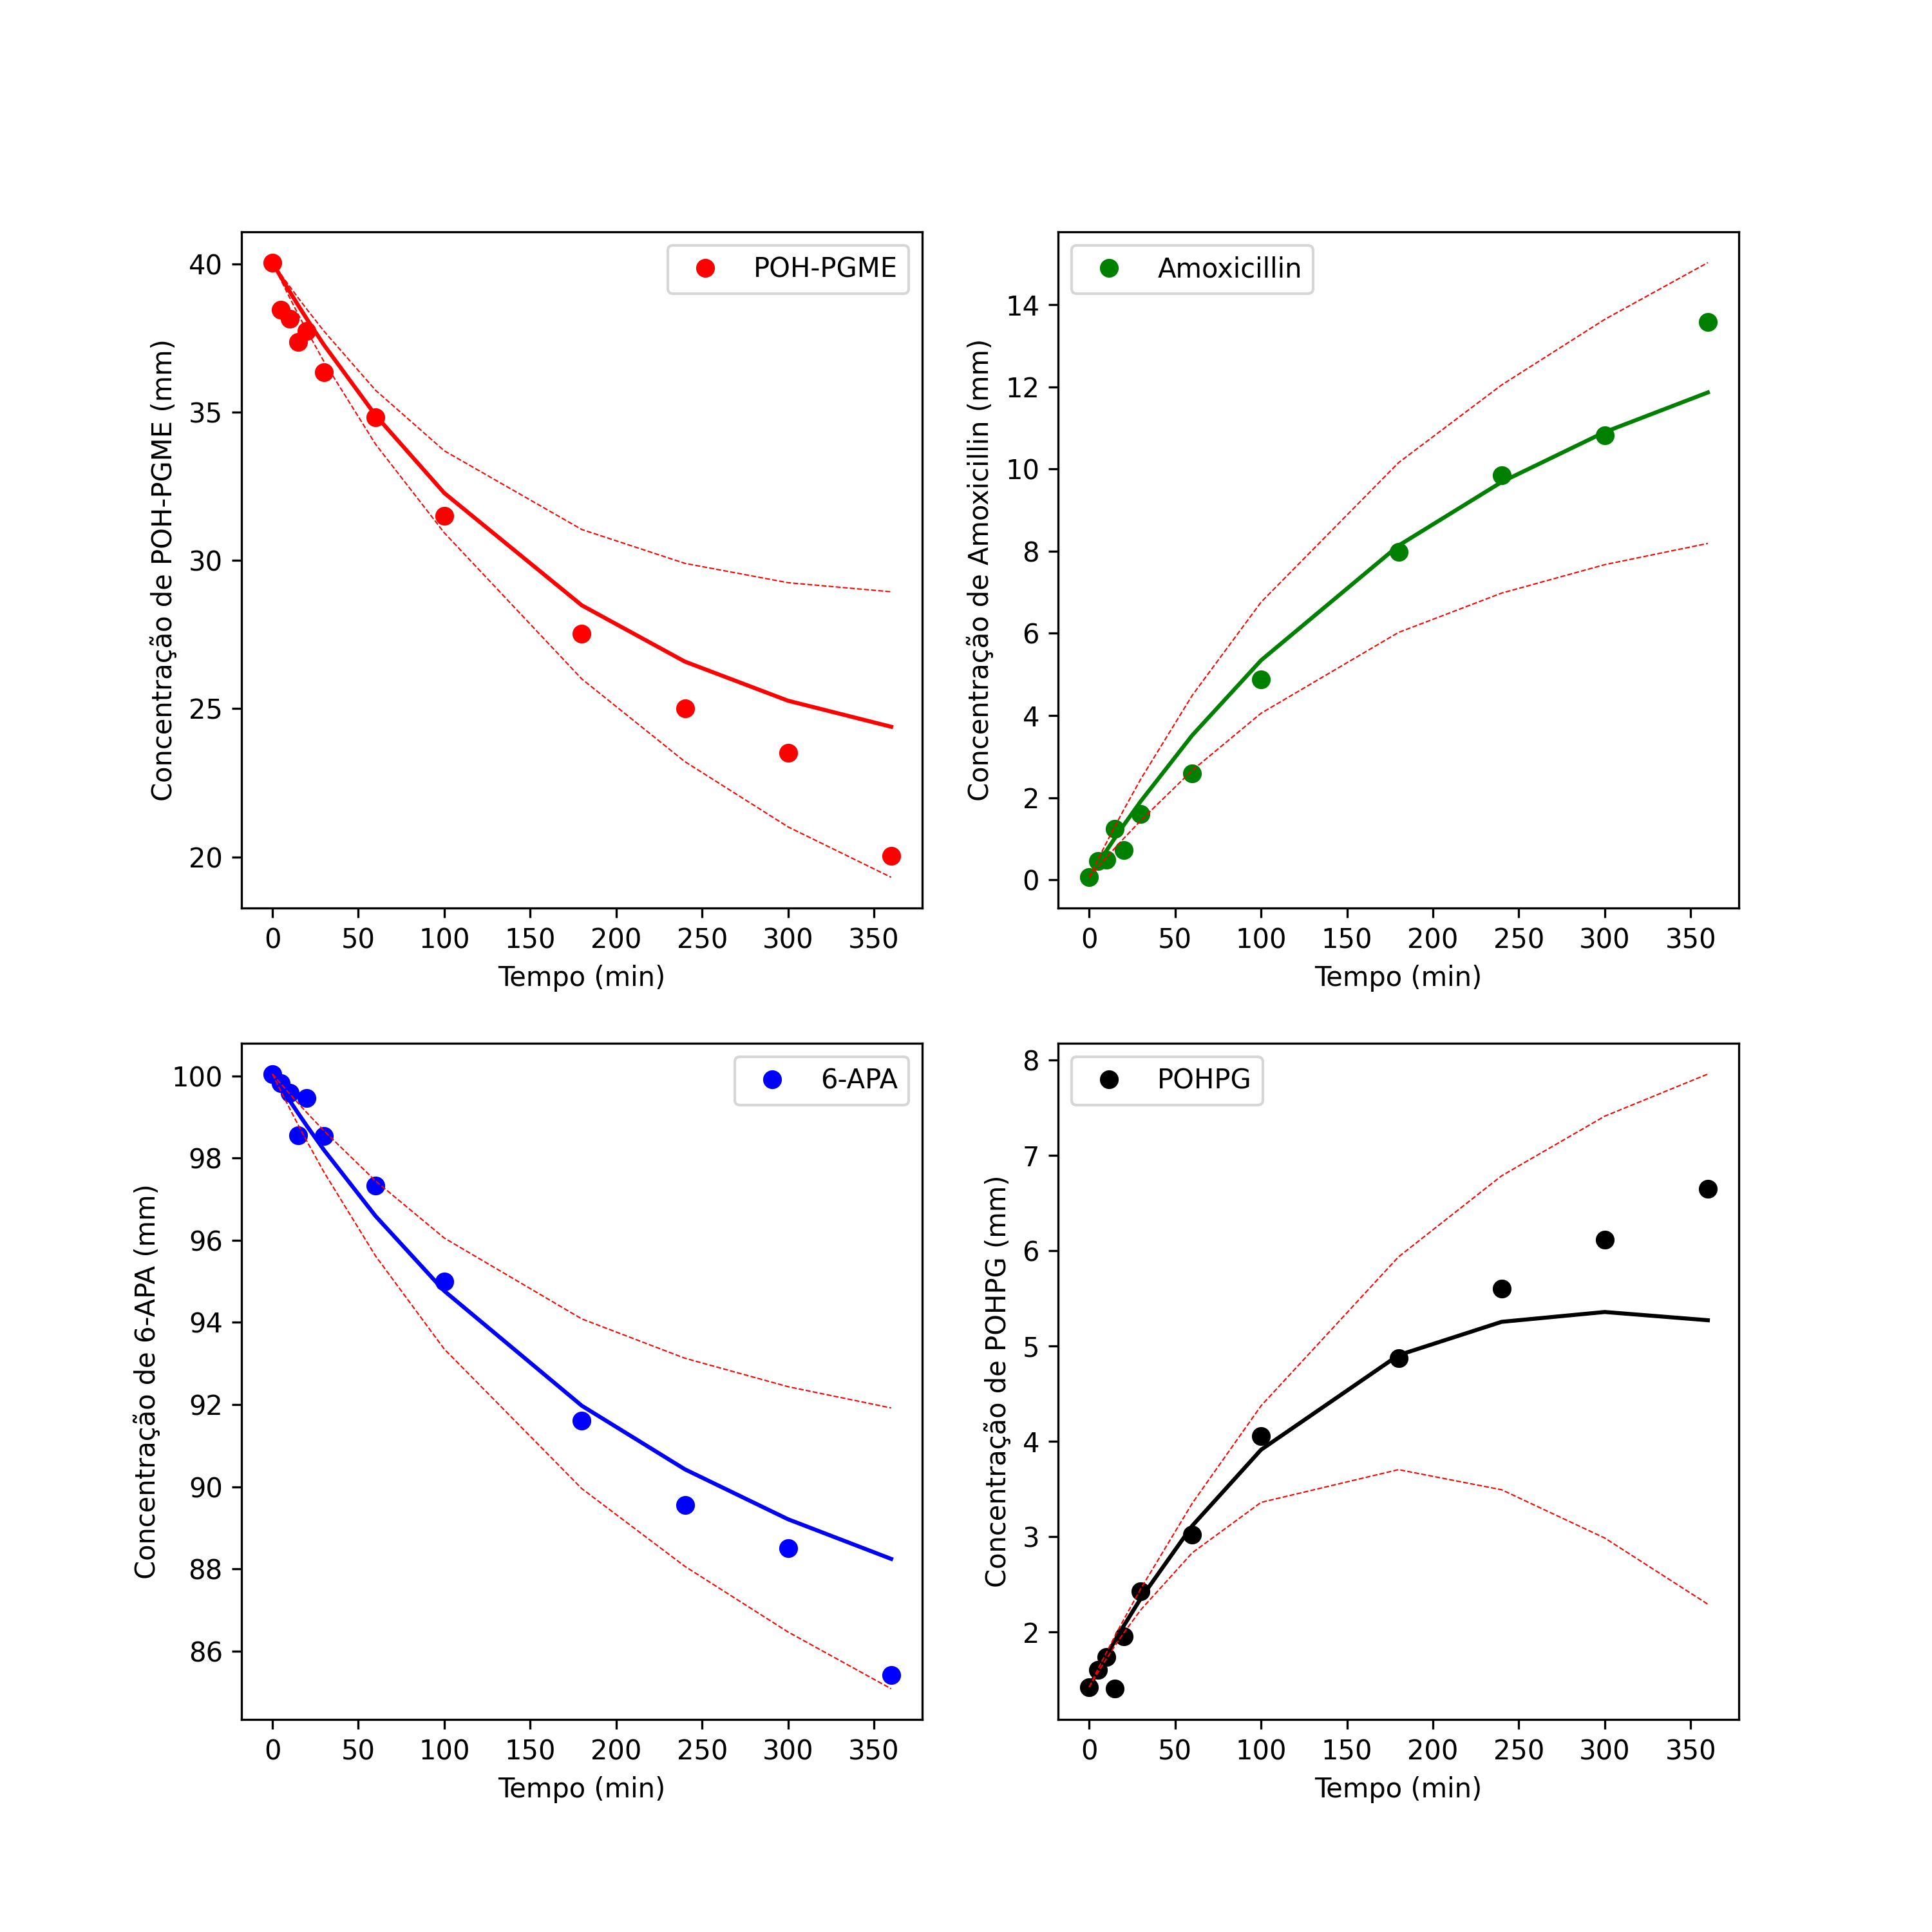 POH-PGME
Concentração de POH-PGME (mm)
40
35
30
25
20
0 50 100 150 200 250 300 350
Tempo (min)
Amoxicillin
Concentração de Amoxicillin (mm)
14
12
10
8
6
4
2
0
0 50 100 150 200 250 300 350
Tempo (min)
6-APA
Concentração de 6-APA (mm)
100
98
96
94
92
90
88
86
0 50 100 150 200 250 300 350
Tempo (min)
POHPG
Concentração de POHPG (mm)
8
7
6
5
4
3
2
0 50 100 150 200 250 300 350
Tempo (min)